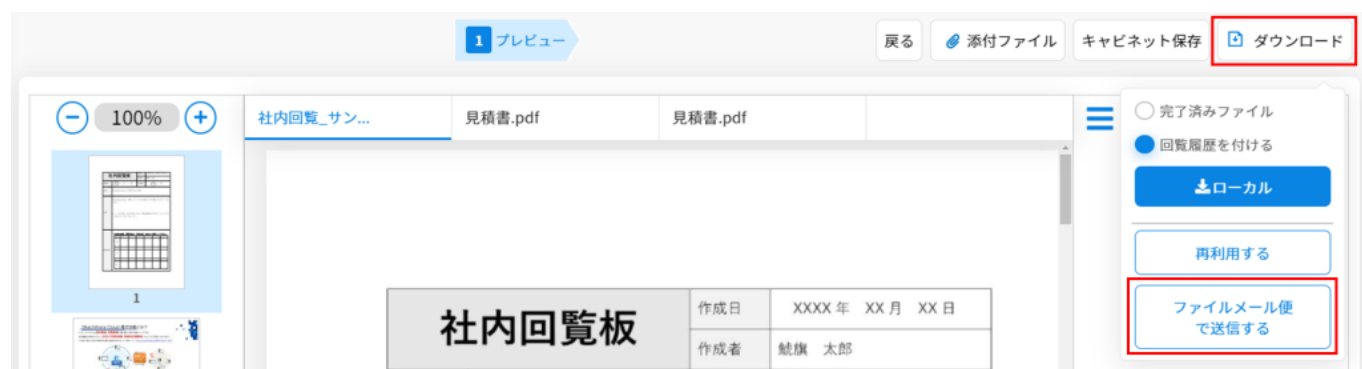 1 プレビュー
戻る
添付ファイル
キャビネット保存
ダウンロード
100%
社内回覧_サン...
見積書.pdf
見積書.pdf
完了済みファイル
回覧履歴を付ける
ローカル
再利用する
ファイルメール便
で送信する
社内回覧板
1
社内回覧板
作成日
XXXX 年 XX 月 XX 日
作成者
鯱旗 太郎